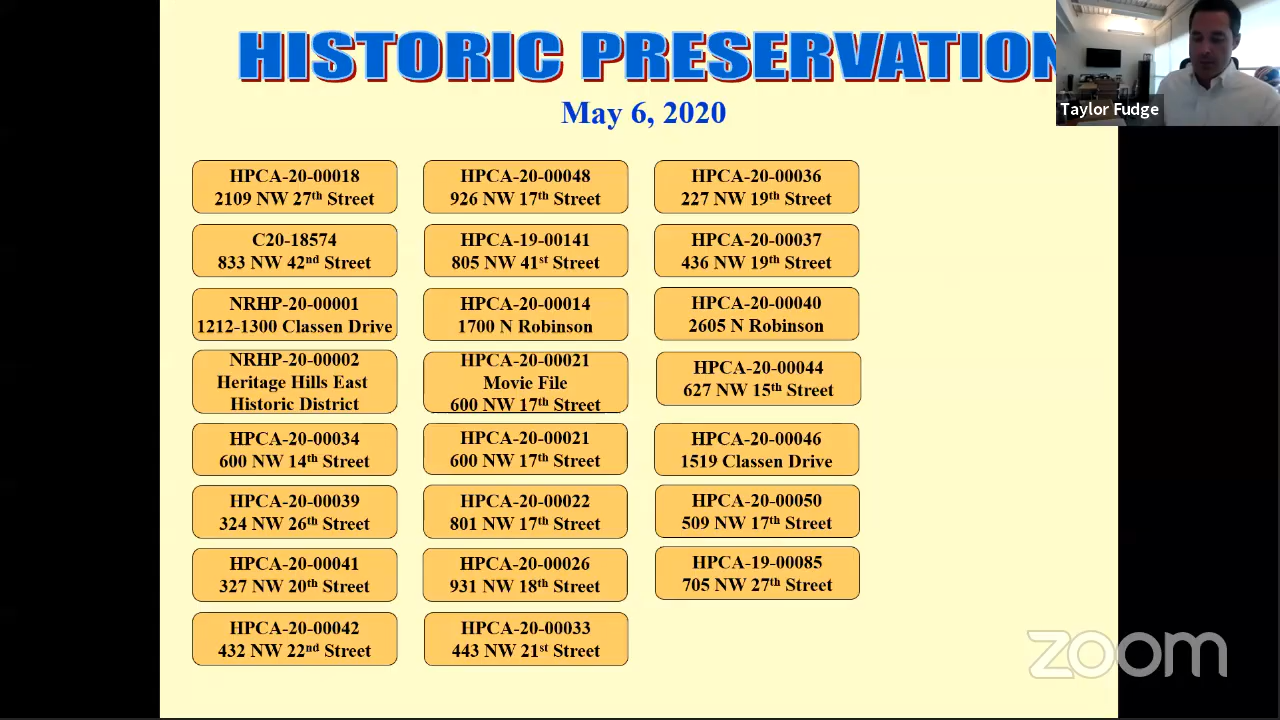 HISTORIC PRESERVATION
May 6, 2020
Taylor Fudge
HPCA-20-00018
2109 NW 27th Street
C20-18574
833 NW 42nd Street
NRHP-20-00001
1212-1300 Classen Drive
NRHP-20-00002
Heritage Hills East
Historic District
HPCA-20-00034
600 NW 14th Street
HPCA-20-00039
324 NW 26th Street
HPCA-20-00041
327 NW 20th Street
HPCA-20-00042
432 NW 22nd Street
HPCA-20-00048
926 NW 17th Street
HPCA-19-00141
805 NW 41st Street
HPCA-20-00014
1700 N Robinson
HPCA-20-00021
Movie File
600 NW 17th Street
HPCA-20-00021
600 NW 17th Street
HPCA-20-00022
801 NW 17th Street
HPCA-20-00026
931 NW 18th Street
HPCA-20-00033
443 NW 21st Street
HPCA-20-00036
227 NW 19th Street
HPCA-20-00037
436 NW 19th Street
HPCA-20-00040
2605 N Robinson
HPCA-20-00044
627 NW 15th Street
HPCA-20-00046
1519 Classen Drive
HPCA-20-00050
509 NW 17th Street
HPCA-19-00085
705 NW 27th Street
zoom